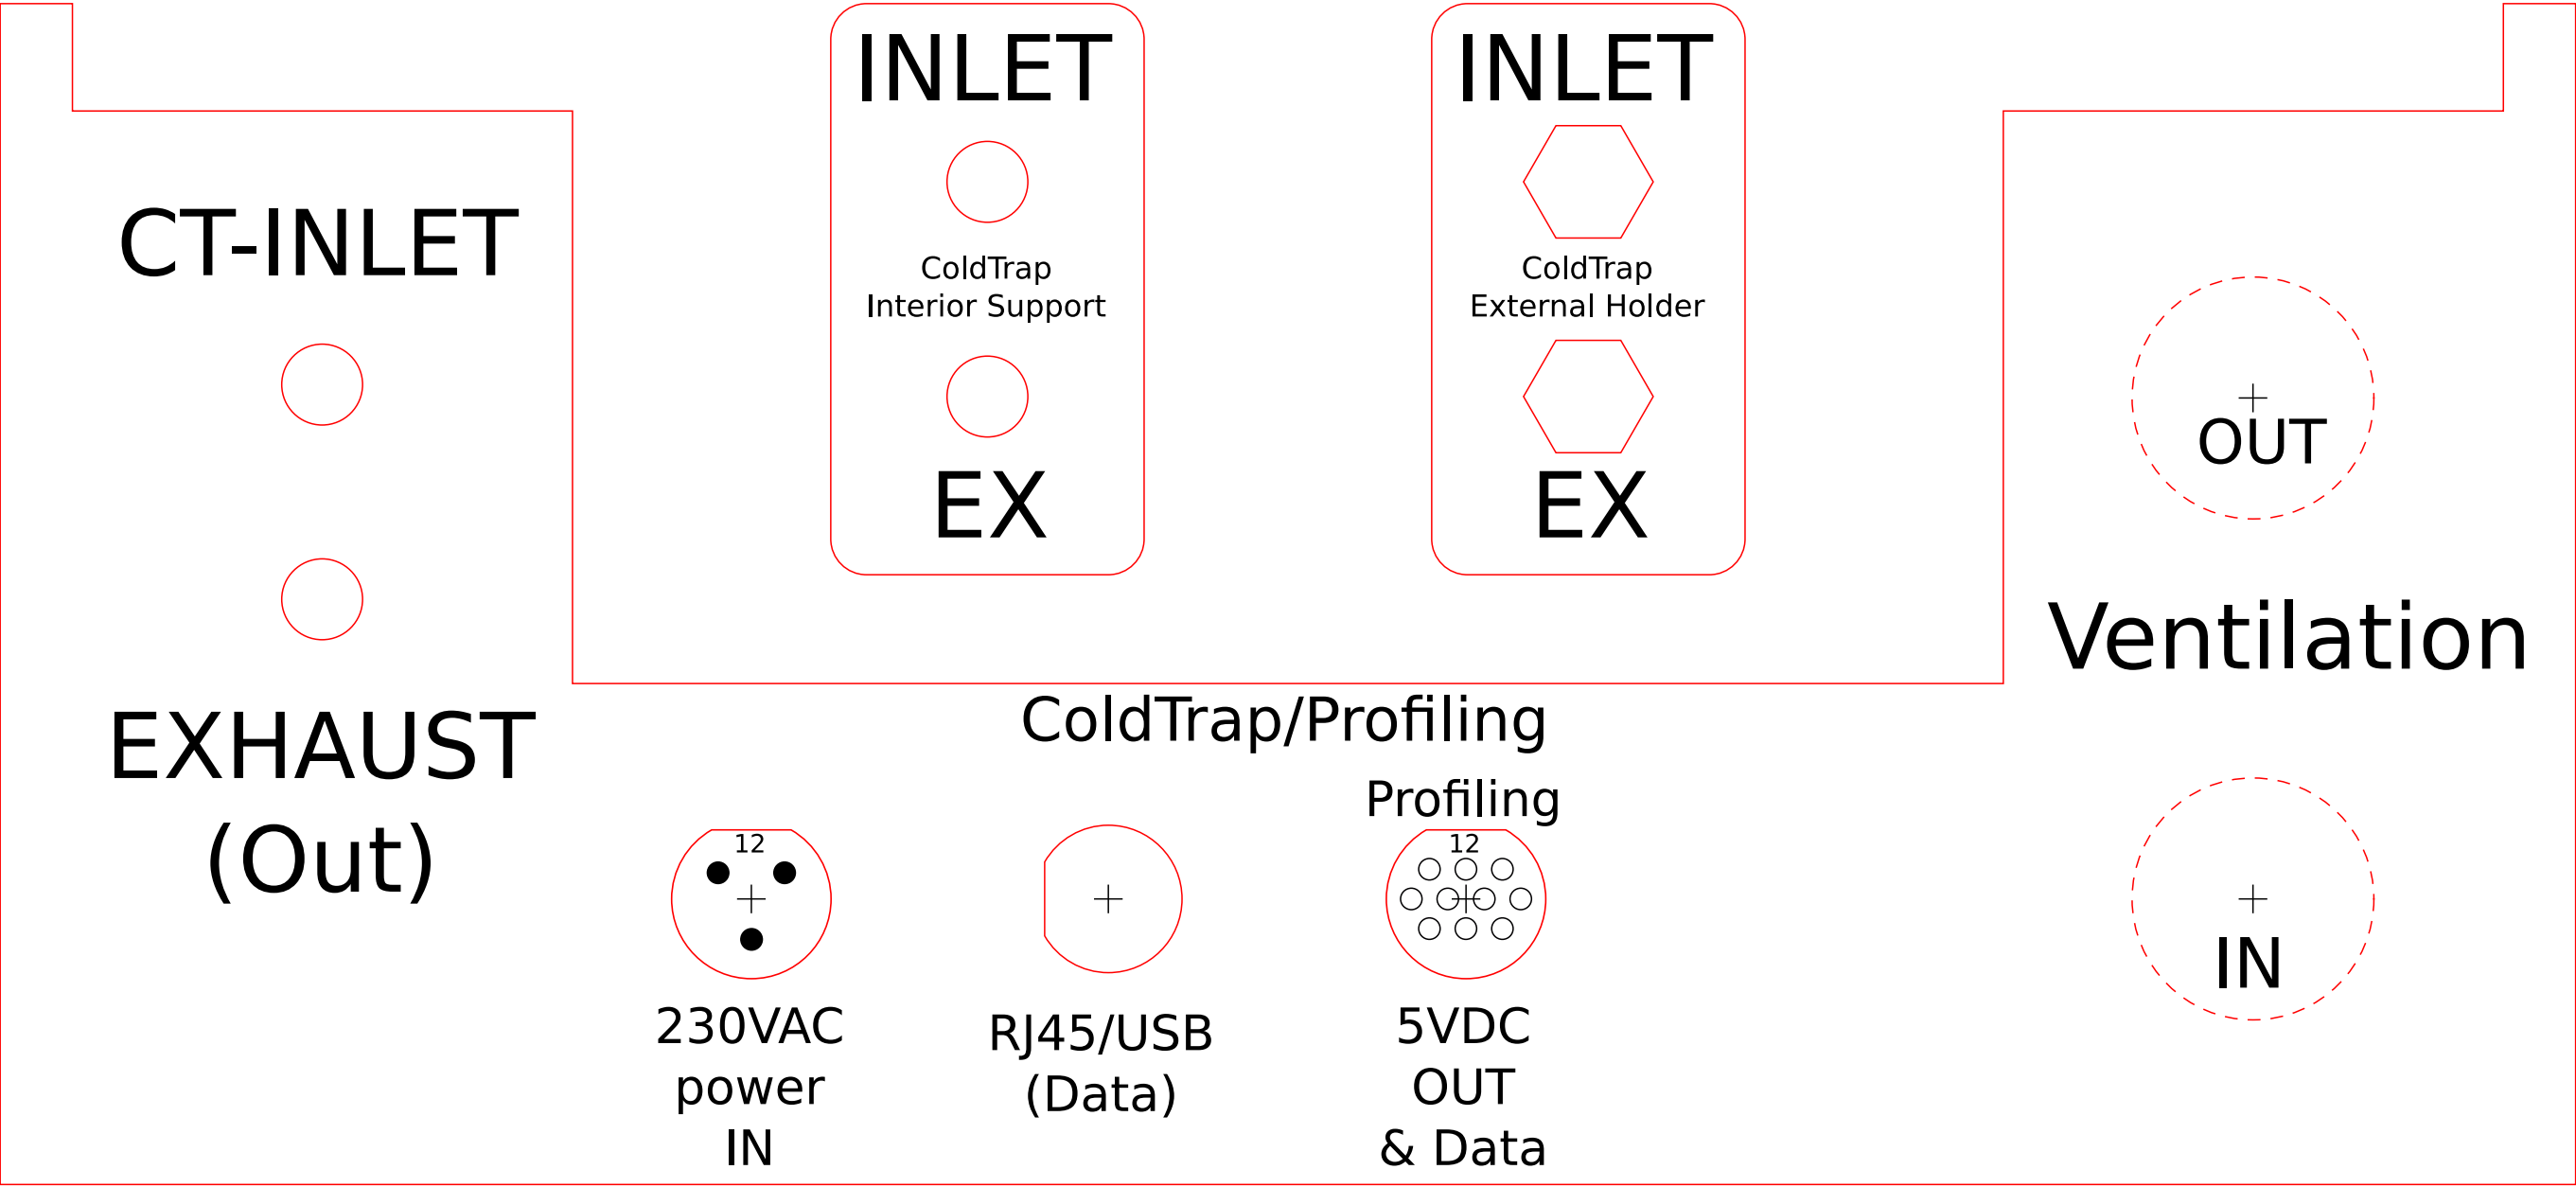 INLET
ColdTrap
Interior Support
EX
INLET
ColdTrap
External Holder
EX
CT-INLET
EXHAUST
(Out)
OUT
Ventilation
IN
ColdTrap/Profiling
12
230VAC
power
IN
RJ45/USB
(Data)
Profiling
12
5VDC
OUT
& Data